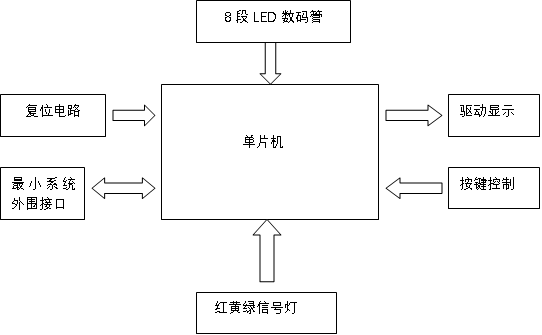 8 段 LED 数码管
复位电路
单片机
驱动显示
最小系统
外围接口
按键控制
红黄绿信号灯